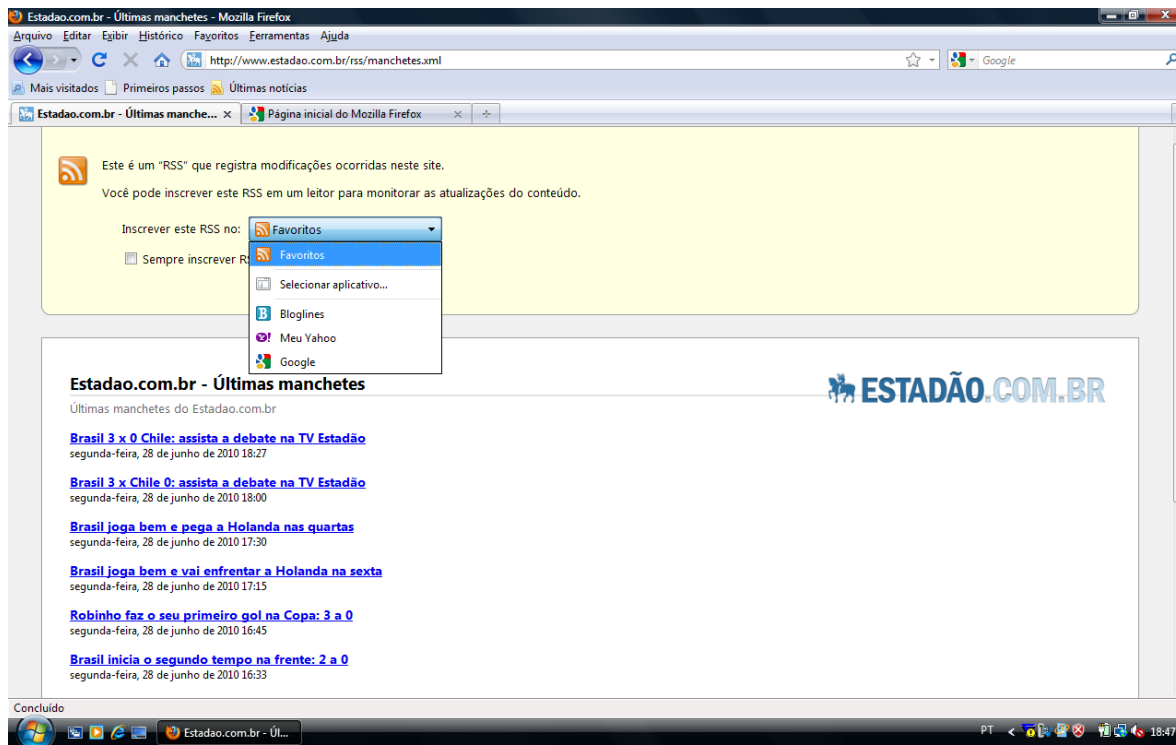 Estadao.com.br - Últimas manchetes - Mozilla Firefox
Arquivo Editar Exibir Histórico Favoritos Ferramentas Ajuda
http://www.estadao.com.br/rss/manchetes.xml Google
Mais visitados Primeiros passos Últimas notícias
Estadao.com.br - Últimas manche... Página inicial do Mozilla Firefox
Este é um "RSS" que registra modificações ocorridas neste site.
Você pode inscrever este RSS em um leitor para monitorar as atualizações do conteúdo.
Inscrever este RSS no: Favoritos
Sempre inscrever R
Favoritos
Selecionar aplicativo...
Bloglines
Meu Yahoo
Google
Estadao.com.br - Últimas manchetes
ESTADÃO.COM.BR
Últimas manchetes do Estadao.com.br
Brasil 3 x 0 Chile: assista a debate na TV Estadão
segunda-feira, 28 de junho de 2010 18:27
Brasil 3 x Chile 0: assista a debate na TV Estadão
segunda-feira, 28 de junho de 2010 18:00
Brasil joga bem e pega a Holanda nas quartas
segunda-feira, 28 de junho de 2010 17:30
Brasil joga bem e vai enfrentar a Holanda na sexta
segunda-feira, 28 de junho de 2010 17:15
Robinho faz o seu primeiro gol na Copa: 3 a 0
segunda-feira, 28 de junho de 2010 16:45
Brasil inicia o segundo tempo na frente: 2 a 0
segunda-feira, 28 de junho de 2010 16:33
Concluído
Estadao.com.br - Úl... PT 18:47